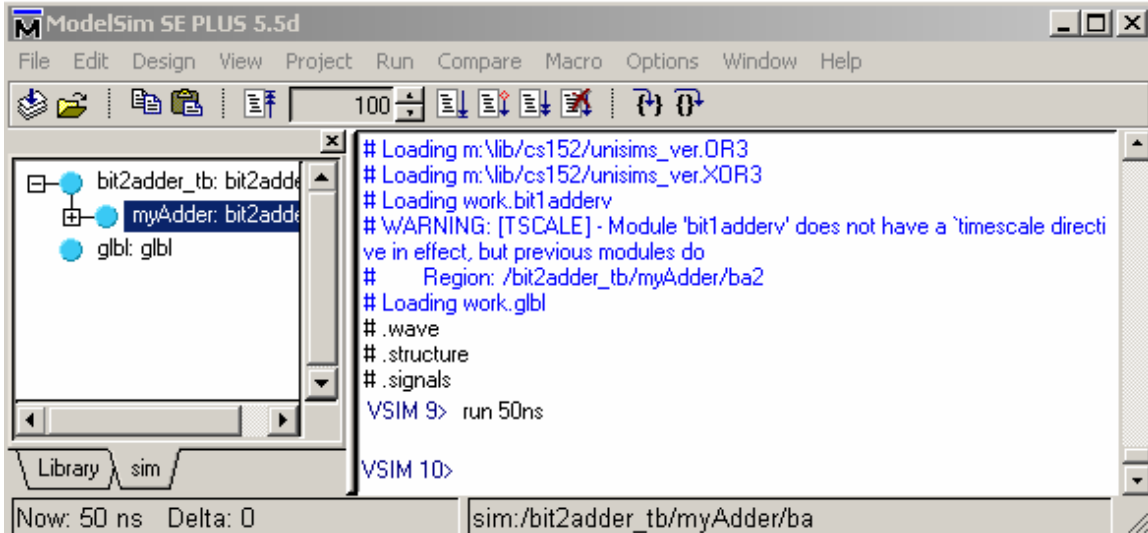 ModelSim SE PLUS 5.5d
File Edit Design View Project Run Compare Macro Options Window Help
100
bit2adder_tb: bit2adde
myAdder: bit2adde
glbl: glbl
Library sim
# Loading m:\lib/cs152/unisims_ver.OR3
# Loading m:\lib/cs152/unisims_ver.XOR3
# Loading work.bit1adderv
# WARNING: [TSCALE] - Module 'bit1adderv' does not have a `timescale directi
ve in effect, but previous modules do
# Region: /bit2adder_tb/myAdder/ba2
# Loading work.glbl
# .wave
# .structure
# .signals
VSIM 9> run 50ns
VSIM 10>
Now: 50 ns Delta: 0
sim:/bit2adder_tb/myAdder/ba